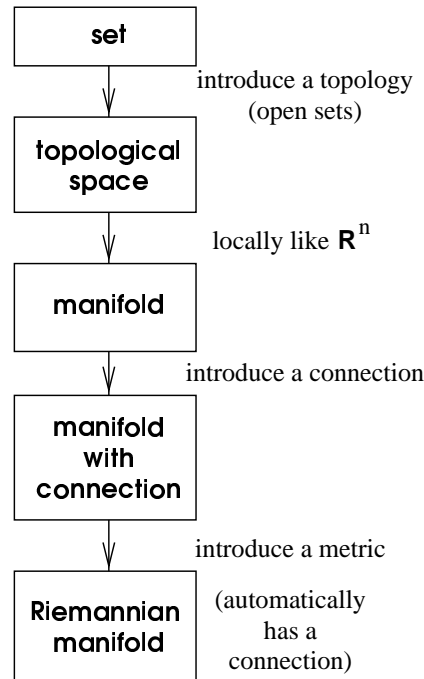 set
introduce a topology
(open sets)
topological
space
locally like Rⁿ
manifold
introduce a connection
manifold
with
connection
introduce a metric
Riemannian
manifold
(automatically
has a
connection)